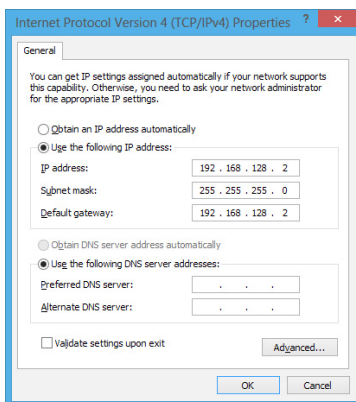 Internet Protocol Version 4 (TCP/IPv4) Properties ? ×
General
You can get IP settings assigned automatically if your network supports
this capability. Otherwise, you need to ask your network administrator
for the appropriate IP settings.
Obtain an IP address automatically
Use the following IP address:
IP address: 192 . 168 . 128 . 2
Subnet mask: 255 . 255 . 255 . 0
Default gateway: 192 . 168 . 128 . 2
Obtain DNS server address automatically
Use the following DNS server addresses:
Preferred DNS server: . . .
Alternate DNS server: . . .
Validate settings upon exit
Advanced...
OK Cancel